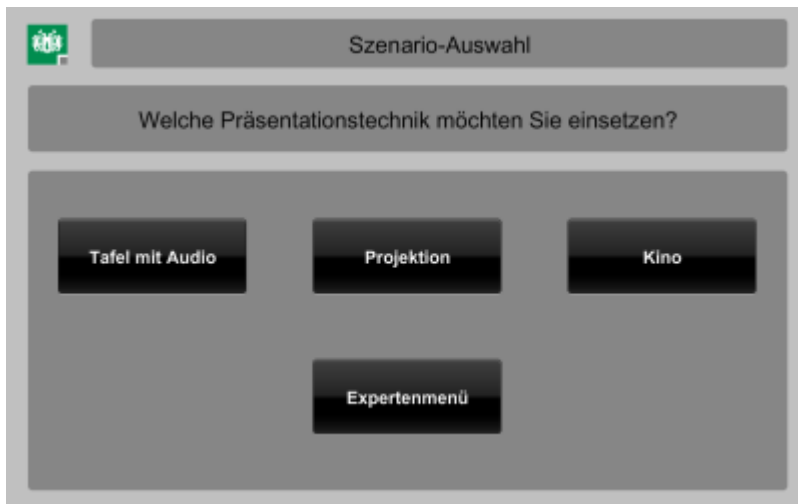 Szenario-Auswahl
Welche Präsentationstechnik möchten Sie einsetzen?
Tafel mit Audio
Projektion
Kino
Expertenmenü